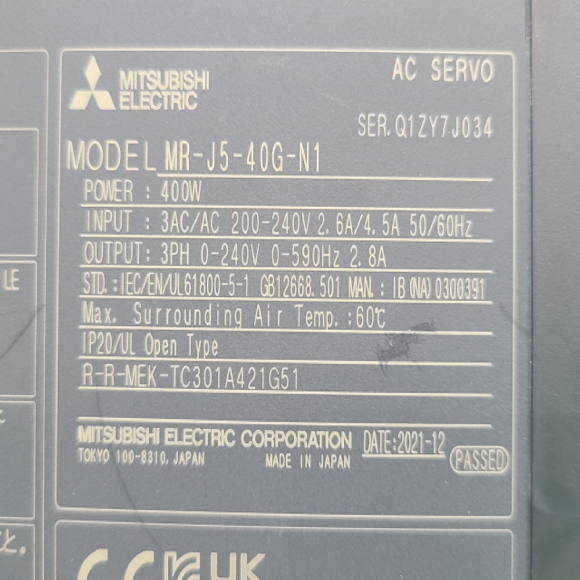 MITSUBISHI
ELECTRIC
AC SERVO
SER.Q1ZY7J034
MODEL MR-J5-40G-N1
POWER : 400W
INPUT : 3AC/AC 200-240V 2.6A/4.5A 50/60Hz
OUTPUT: 3PH 0-240V 0-590Hz 2.8A
STD.:IEC/EN/UL61800-5-1 GB12668.501 MAN.: IB(NA)0300391
Max. Surrounding Air Temp.:60℃
IP20/UL Open Type
R-R-MEK-TC301A421G51
MITSUBISHI ELECTRIC CORPORATION DATE:2021-12
TOKYO 100-8310, JAPAN MADE IN JAPAN PASSED
LE
と。
CE UK